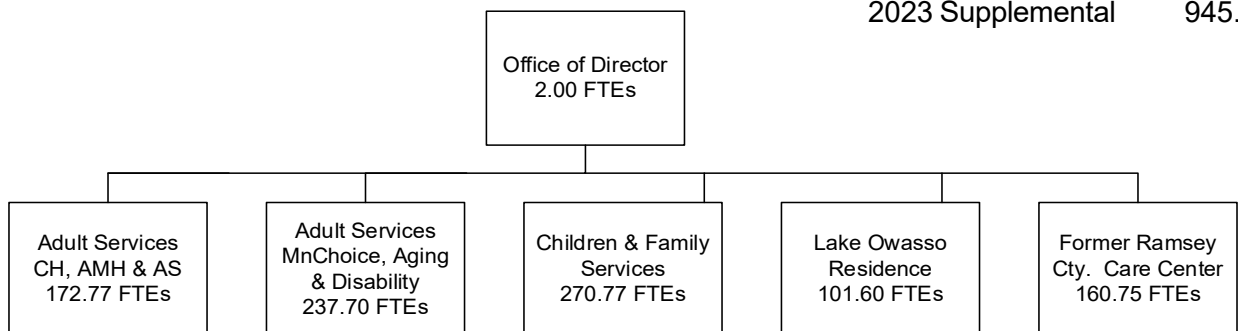 2023 Supplemental 945.
Office of Director
2.00 FTEs
Adult Services
CH, AMH & AS
172.77 FTEs
Adult Services
MnChoice, Aging
& Disability
237.70 FTEs
Children & Family
Services
270.77 FTEs
Lake Owasso
Residence
101.60 FTEs
Former Ramsey
Cty. Care Center
160.75 FTEs